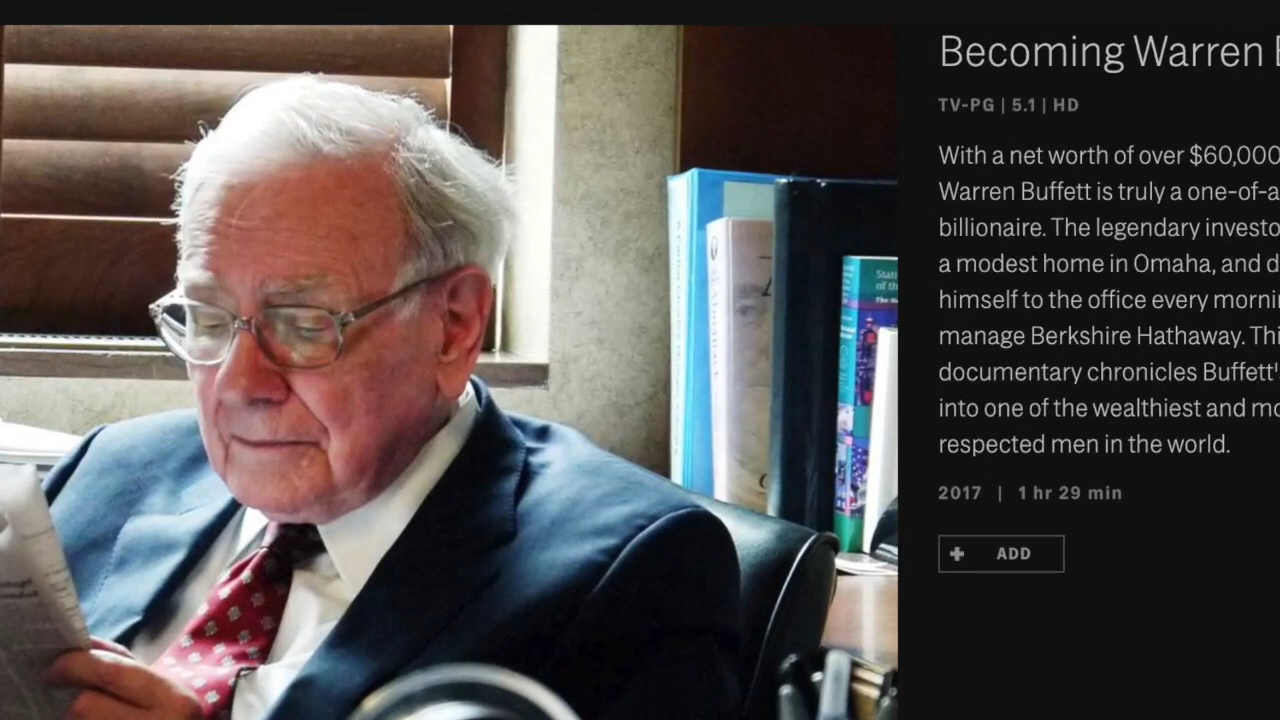 Becoming Warren
TV-PG | 5.1 | HD
With a net worth of over $60,000
Warren Buffett is truly a one-of-a
billionaire. The legendary investo
a modest home in Omaha, and d
himself to the office every morni
manage Berkshire Hathaway. Thi
documentary chronicles Buffett'
into one of the wealthiest and mo
respected men in the world.
2017 | 1 hr 29 min
+ ADD